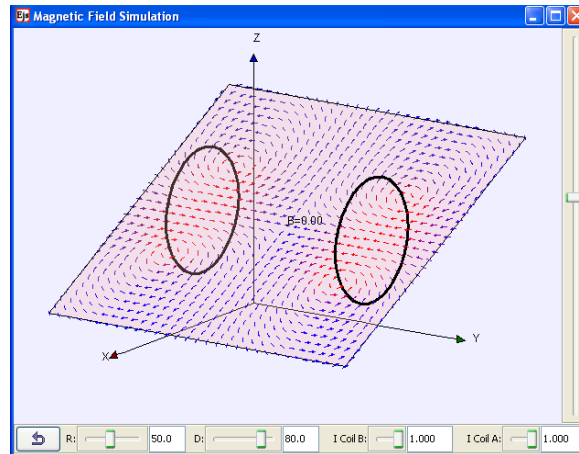 Magnetic Field Simulation
Z
B=0.00
Y
X
R: 50.0 D: 80.0 I Coil B: 1.000 I Coil A: 1.000